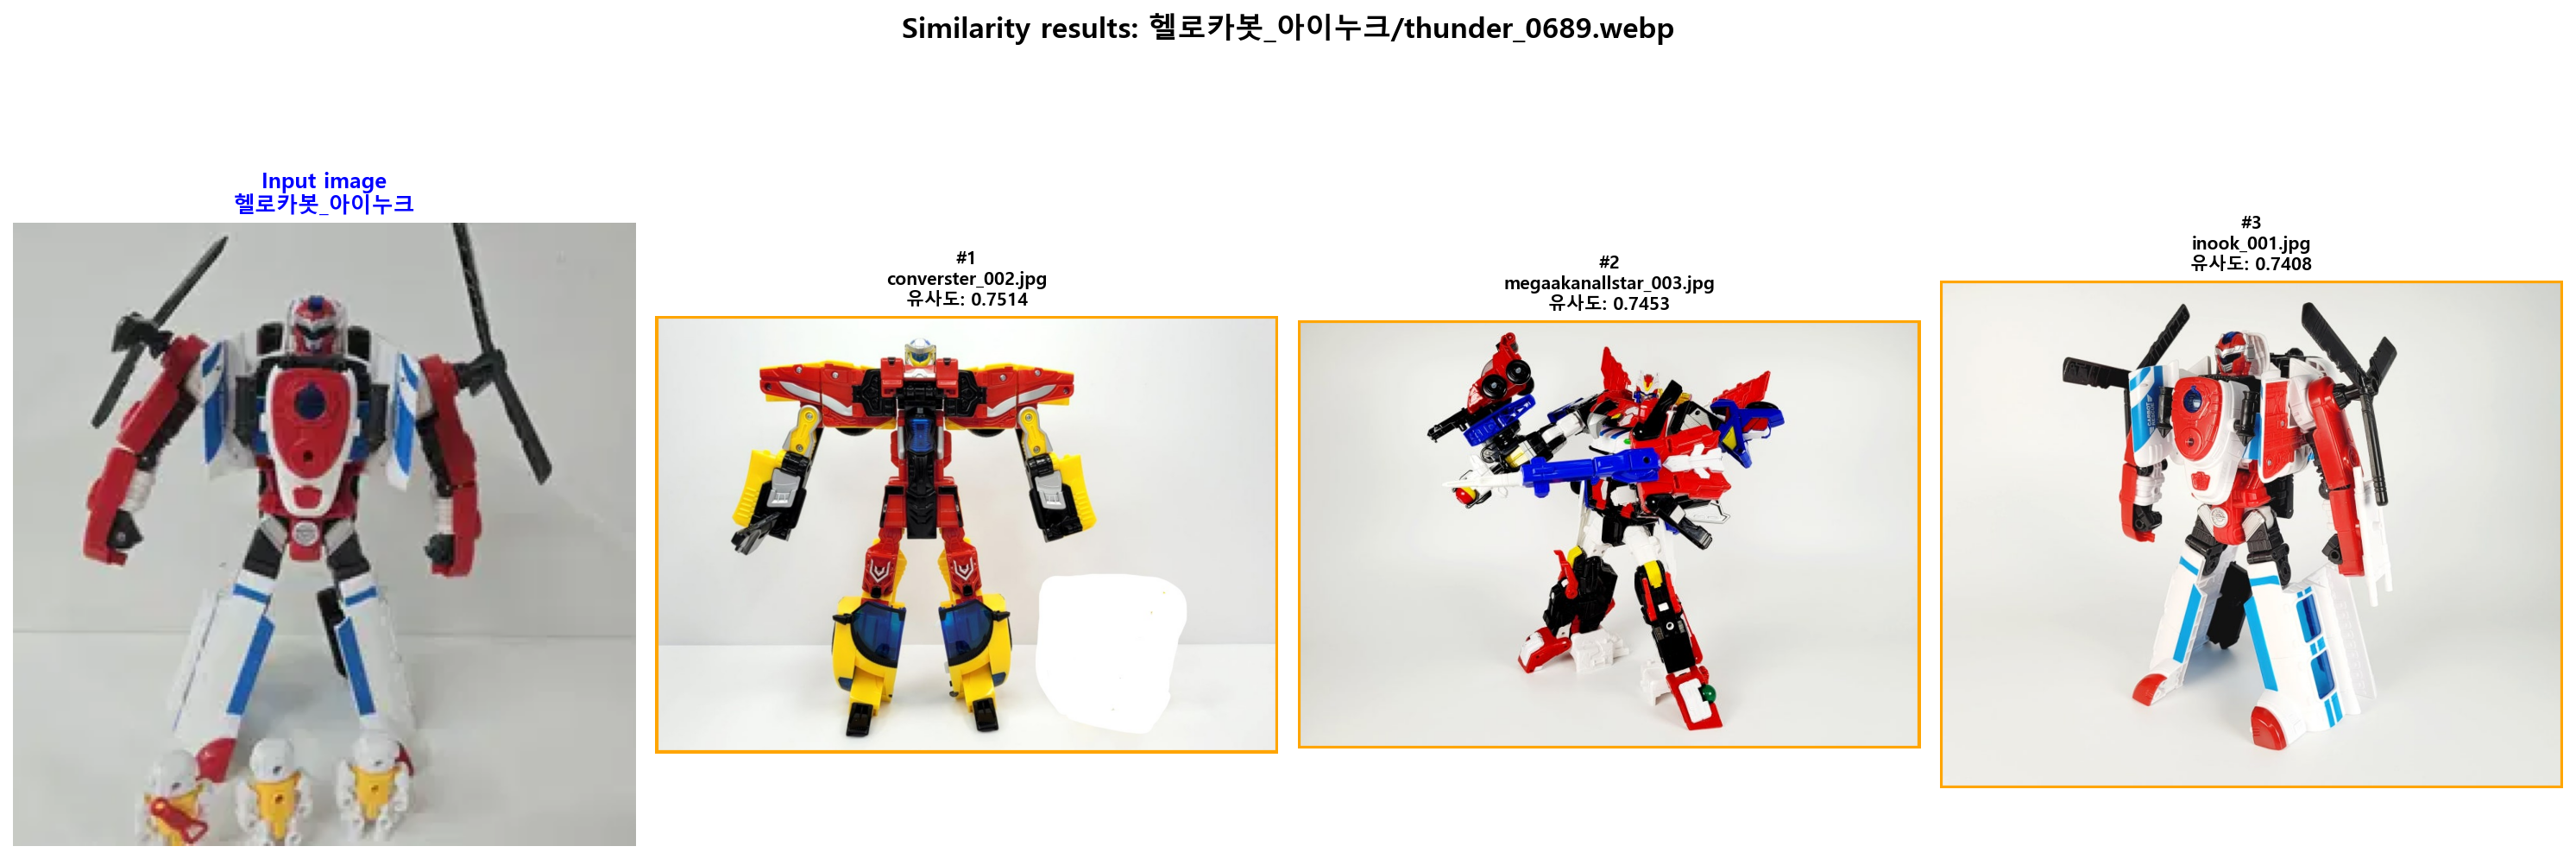 Similarity results: 헬로카봇_아이누크/thunder_0689.webp
Input image
헬로카봇_아이누크
#1
converster_002.jpg
유사도: 0.7514
#2
megaakanallstar_003.jpg
유사도: 0.7453
#3
inook_001.jpg
유사도: 0.7408